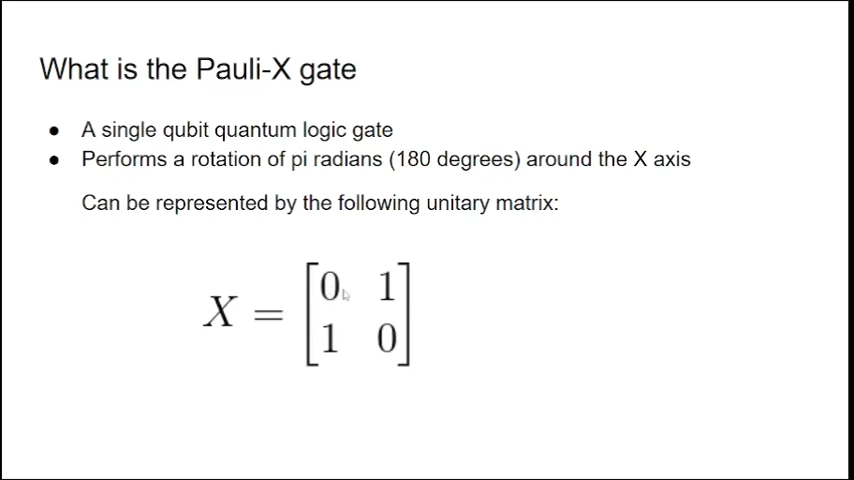 What is the Pauli-X gate
● A single qubit quantum logic gate
● Performs a rotation of pi radians (180 degrees) around the X axis
Can be represented by the following unitary matrix:
X = [0 1
1 0]